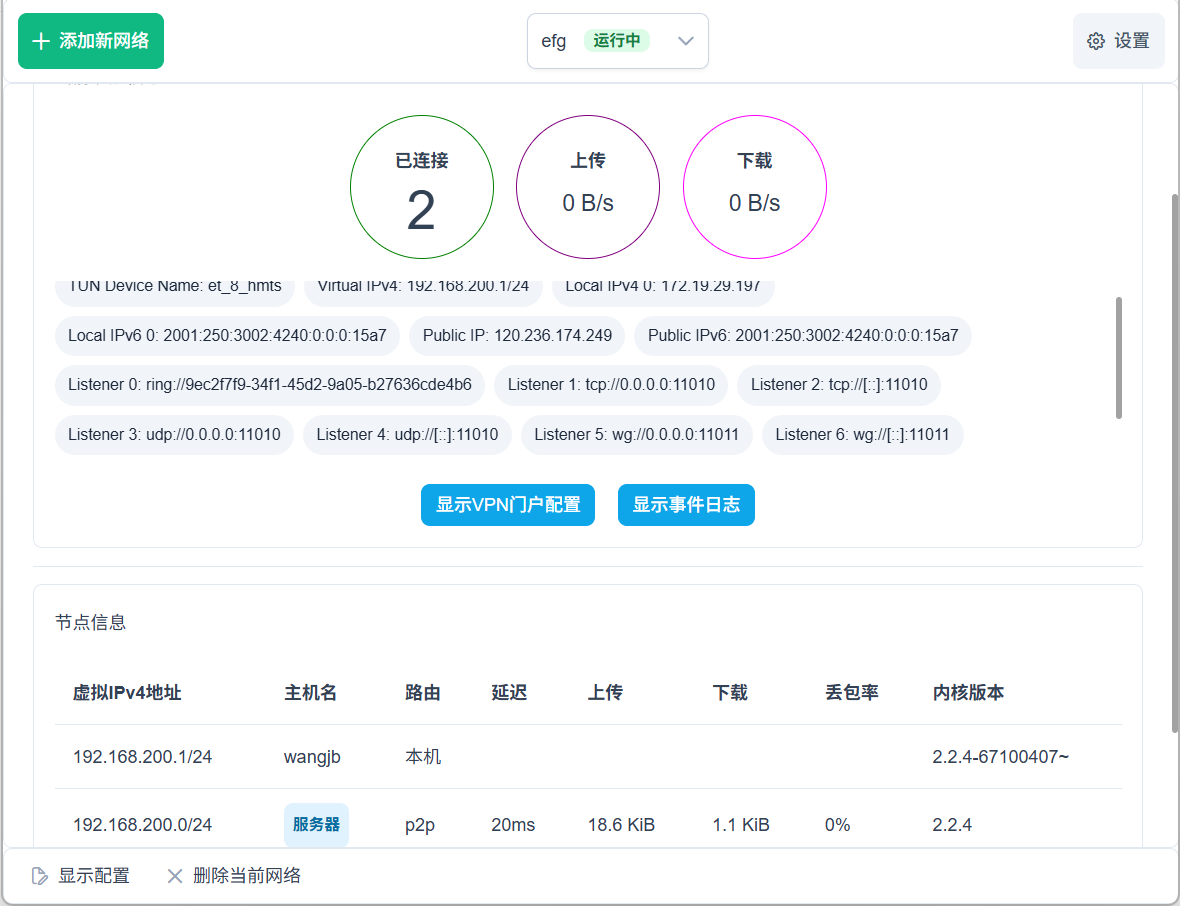 添加新网络
efg 运行中
设置
已连接
2
上传
0 B/s
下载
0 B/s
TUN Device Name: et_8_hmts
Virtual IPv4: 192.168.200.1/24
Local IPv4 0: 172.19.29.197
Local IPv6 0: 2001:250:3002:4240:0:0:0:15a7
Public IP: 120.236.174.249
Public IPv6: 2001:250:3002:4240:0:0:0:15a7
Listener 0: ring://9ec2f7f9-34f1-45d2-9a05-b27636cde4b6
Listener 1: tcp://0.0.0.0:11010
Listener 2: tcp://[::]:11010
Listener 3: udp://0.0.0.0:11010
Listener 4: udp://[::]:11010
Listener 5: wg://0.0.0.0:11011
Listener 6: wg://[::]:11011
显示VPN门户配置
显示事件日志
节点信息
虚拟IPv4地址 主机名 路由 延迟 上传 下载 丢包率 内核版本
192.168.200.1/24 wangjb 本机 2.2.4-67100407~
192.168.200.0/24 服务器 p2p 20ms 18.6 KiB 1.1 KiB 0% 2.2.4
显示配置
删除当前网络